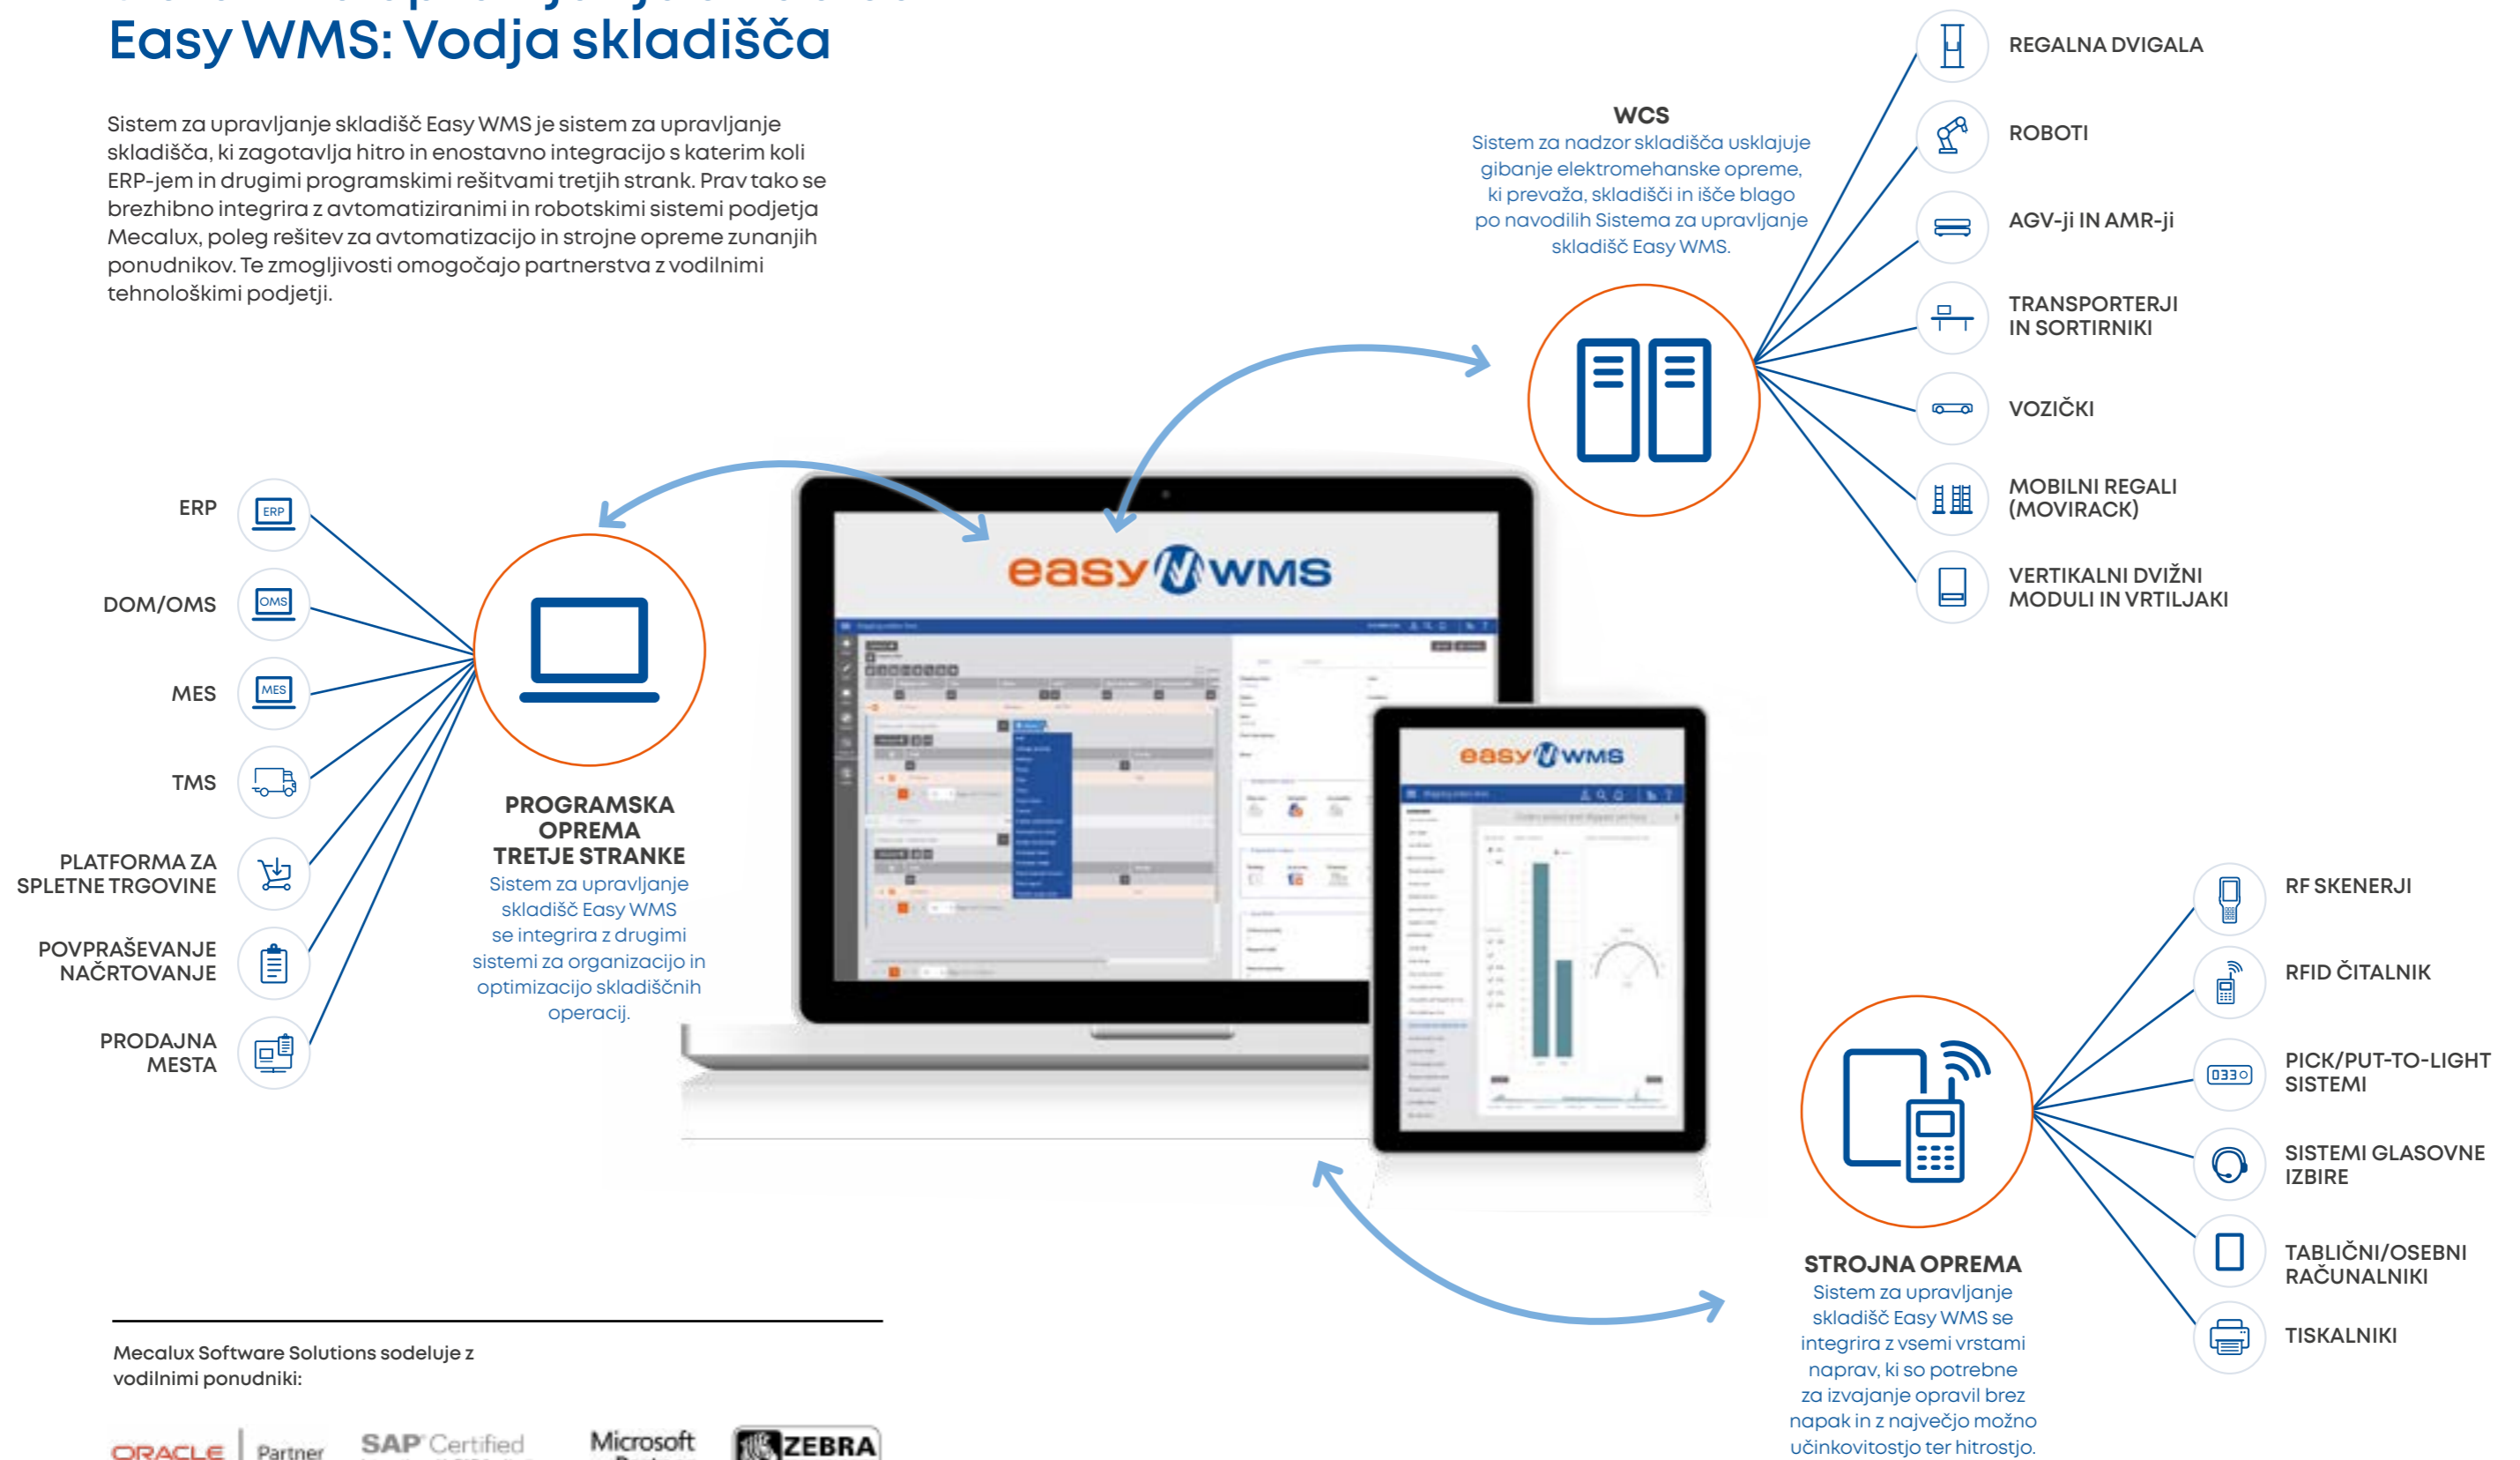 Easy WMS: Vodja skladišča
Sistem za upravljanje skladišč Easy WMS je sistem za upravljanje
skladišča, ki zagotavlja hitro in enostavno integracijo s katerim koli
ERP-jem in drugimi programskimi rešitvami tretjih strank. Prav tako se
brezhibno integrira z avtomatiziranimi in robotskimi sistemi podjetja
Mecalux, poleg rešitev za avtomatizacijo in strojne opreme zunanjih
ponudnikov. Te zmogljivosti omogočajo partnerstva z vodilnimi
tehnološkimi podjetji.
WCS
Sistem za nadzor skladišča usklajuje
gibanje elektromehanske opreme,
ki prevaža, skladišči in išče blago
po navodilih Sistema za upravljanje
skladišč Easy WMS.
REGALNA DVIGALA
ROBOTI
AGV-ji IN AMR-ji
TRANSPORTERJI
IN SORTIRNIKI
VOZIČKI
MOBILNI REGALI
(MOVIRACK)
VERTIKALNI DVIŽNI
MODULI IN VRTILJAKI
ERP
ERP
DOM/OMS
OMS
MES
MES
TMS
PLATFORMA ZA
SPLETNE TRGOVINE
POVPRAŠEVANJE
NAČRTOVANJE
PRODAJNA
MESTA
PROGRAMSKA
OPREMA
TRETJE STRANKE
Sistem za upravljanje
skladišč Easy WMS
se integrira z drugimi
sistemi za organizacijo in
optimizacijo skladiščnih
operacij.
easy WMS
easy WMS
RF SKENERJI
RFID ČITALNIK
PICK/PUT-TO-LIGHT
SISTEMI
033
SISTEMI GLASOVNE
IZBIRE
TABLIČNI/OSEBNI
RAČUNALNIKI
TISKALNIKI
STROJNA OPREMA
Sistem za upravljanje
skladišč Easy WMS se
integrira z vsemi vrstami
naprav, ki so potrebne
za izvajanje opravil brez
napak in z največjo možno
učinkovitostjo ter hitrostjo.
Mecalux Software Solutions sodeluje z
vodilnimi ponudniki:
ORACLE Partner
SAP Certified
Microsoft
ZEBRA